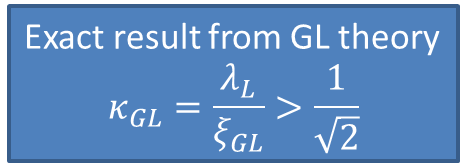 Exact result from GL theory
κ_GL = λ_L / ξ_GL > 1 / √2